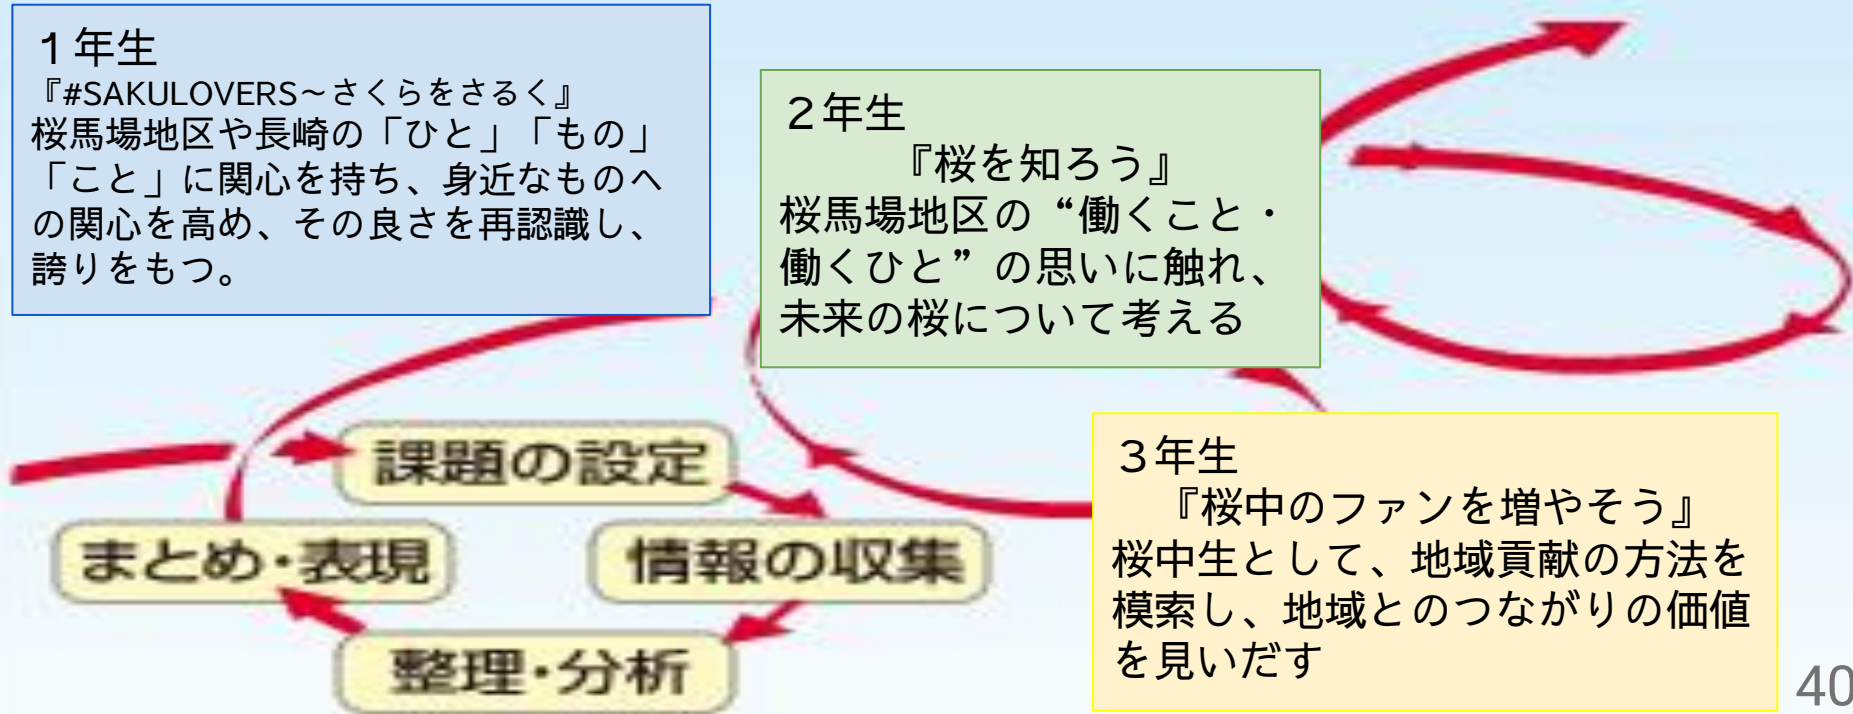 １年生
『#SAKULOVERS～さくらをさるく』
桜馬場地区や長崎の「ひと」「もの」
「こと」に関心を持ち、身近なものへ
の関心を高め、その良さを再認識し、
誇りをもつ。
２年生
『桜を知ろう』
桜馬場地区の“働くこと・
働くひと”の思いに触れ、
未来の桜について考える
課題の設定
情報の収集
整理・分析
まとめ・表現
３年生
『桜中のファンを増やそう』
桜中生として、地域貢献の方法を
模索し、地域とのつながりの価値
を見いだす
40